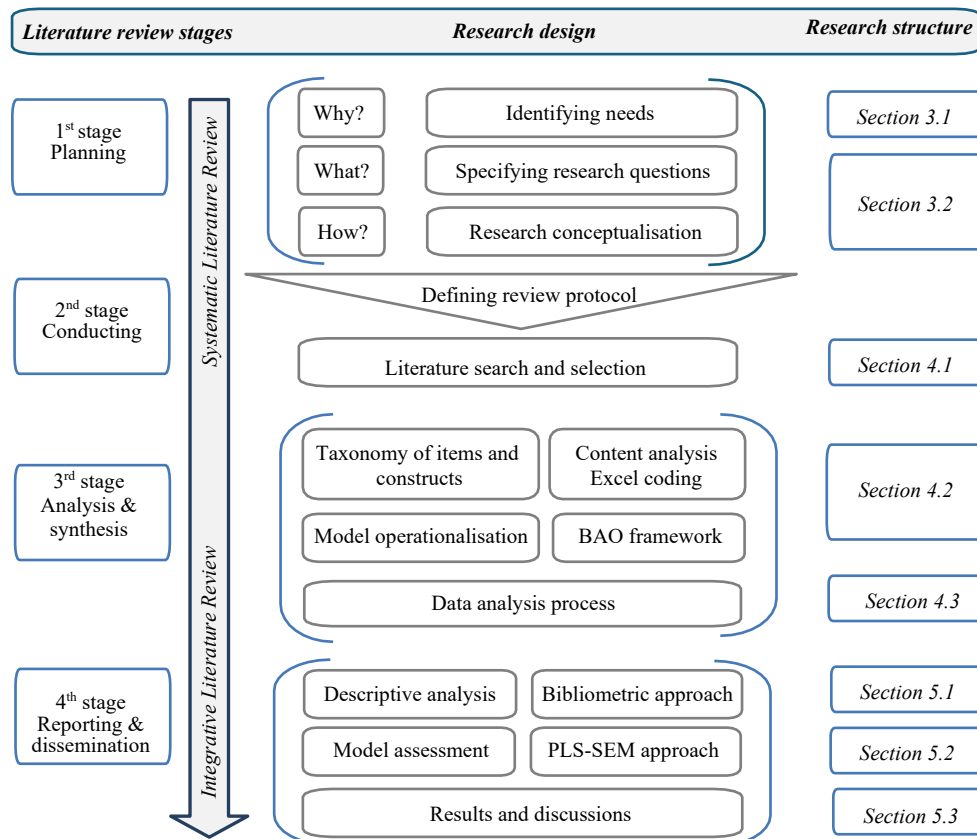 Literature review stages
Research design
Research structure
1st stage
Planning
Why?
Identifying needs
Section 3.1
What?
Specifying research questions
Section 3.2
How?
Research conceptualisation
Systematic Literature Review
2nd stage
Conducting
Defining review protocol
Literature search and selection
Section 4.1
3rd stage
Analysis &
synthesis
Taxonomy of items and
constructs
Content analysis
Excel coding
Section 4.2
Model operationalisation
BAO framework
Data analysis process
Section 4.3
Integrative Literature Review
4th stage
Reporting &
dissemination
Descriptive analysis
Bibliometric approach
Section 5.1
Model assessment
PLS-SEM approach
Section 5.2
Results and discussions
Section 5.3